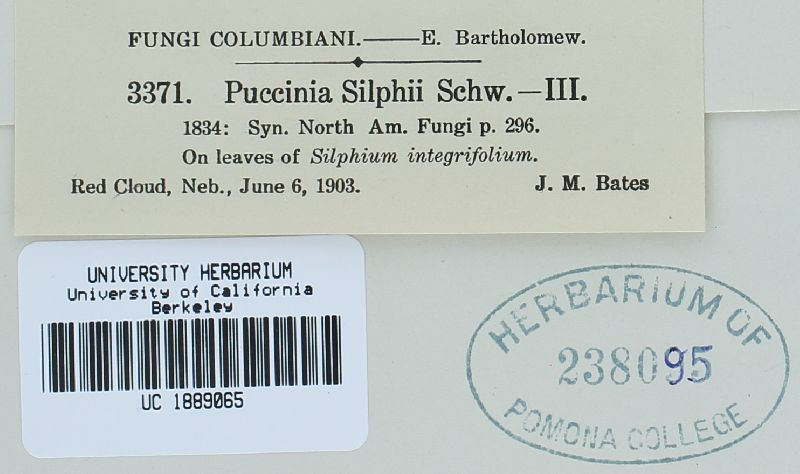 FUNGI COLUMBIANI.——E. Bartholomew.
3371. Puccinia Silphii Schw.—III.
1834: Syn. North Am. Fungi p. 296.
On leaves of Silphium integrifolium.
Red Cloud, Neb., June 6, 1903. J. M. Bates
UNIVERSITY HERBARIUM
University of California
Berkeley
UC 1889065
HERBARIUM OF
238095
POMONA COLLEGE